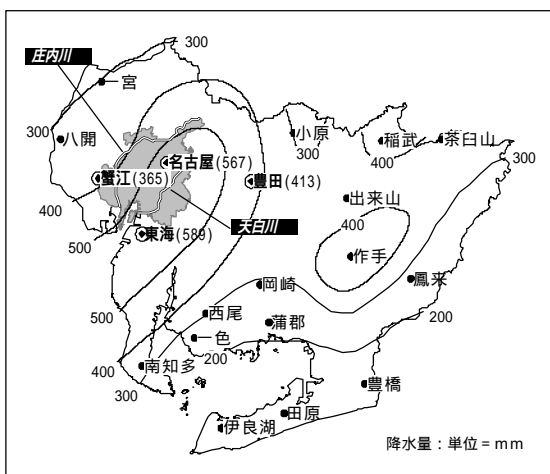 300
庄内川
宮
300
八開
小原
300
稲武
400
茶臼山
300
名古屋(567)
蟹江(365)
豊田(413)
400
出来山
400
天白川
東海(589)
500
作手
鳳来
岡崎
500
西尾
蒲郡
200
一色
200
400
南知多
300
豊橋
田原
伊良湖
降水量:単位=mm